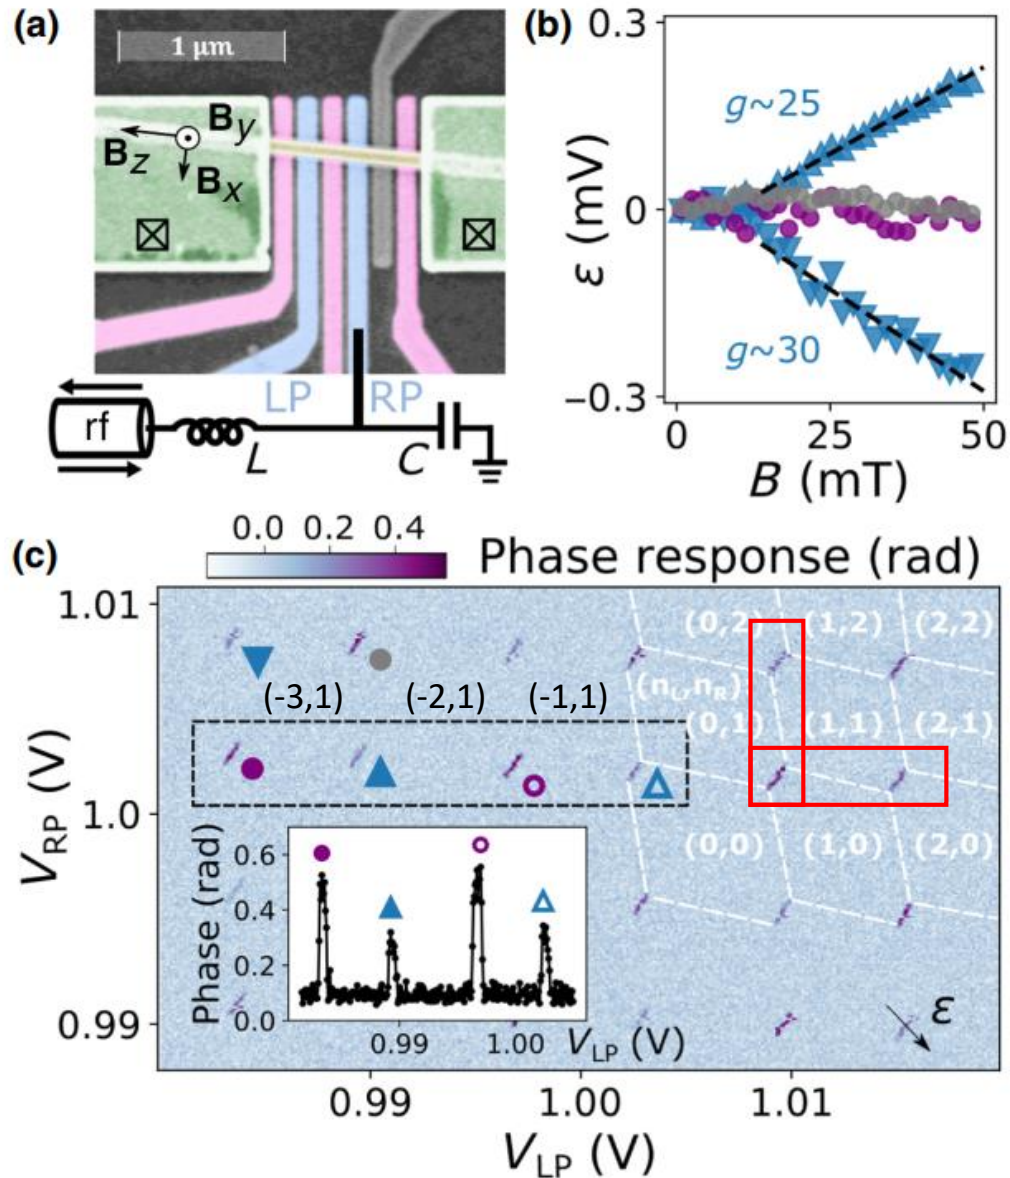 (a)
1 μm
B_y
B_z
B_x
LP
RP
rf
L
C
(b)
0.3
0
−0.3
ε (mV)
g~25
g~30
0
25
50
B (mT)
(c)
0.0 0.2 0.4
Phase response (rad)
1.01
1.0
0.99
V_RP (V)
(0,2) (1,2) (2,2)
(-3,1) (-2,1) (-1,1) (n_L, n_R)
(0,1) (1,1) (2,1)
(0,0) (1,0) (2,0)
0.6
0.4
0.2
0.0
Phase (rad)
0.99
1.00
V_LP (V)
ε
0.99
1.00
1.01
V_LP (V)